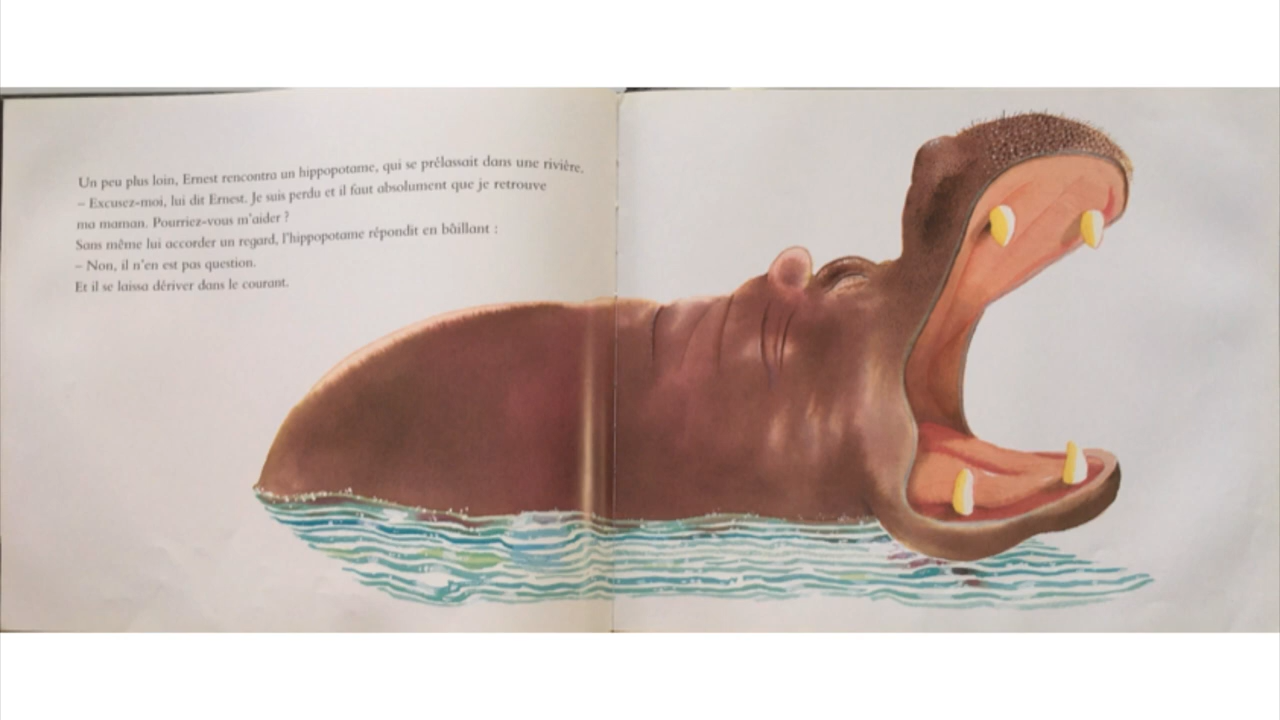 Un peu plus loin, Ernest rencontra un hippopotame, qui se prélassait dans une rivière.
– Excusez-moi, lui dit Ernest. Je suis perdu et il faut absolument que je retrouve
ma maman. Pourriez-vous m'aider ?
Sans même lui accorder un regard, l'hippopotame répondit en bâillant :
– Non, il n'en est pas question.
Et il se laissa dériver dans le courant.